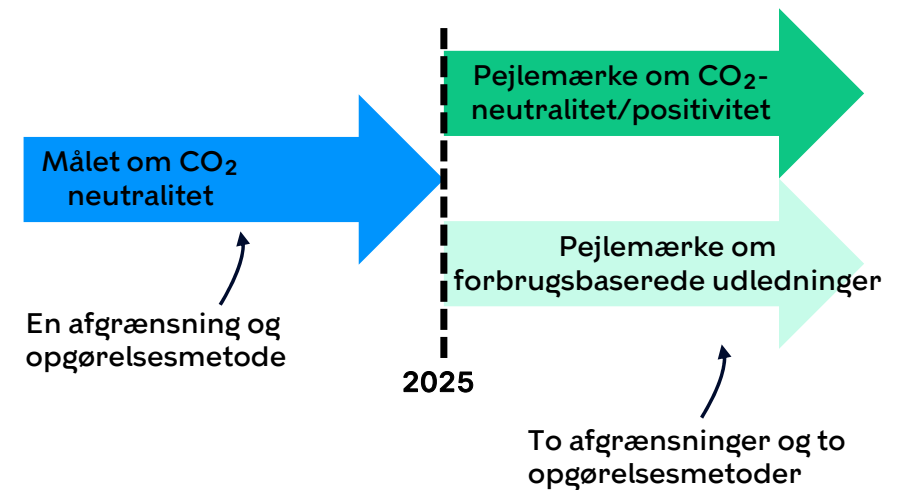 Pejlemærke om CO₂-
neutralitet/positivitet
Målet om CO₂
neutralitet
Pejlemærke om
forbrugsbaserede udledninger
En afgrænsning og
opgørelsesmetode
2025
To afgrænsninger og to
opgørelsesmetoder